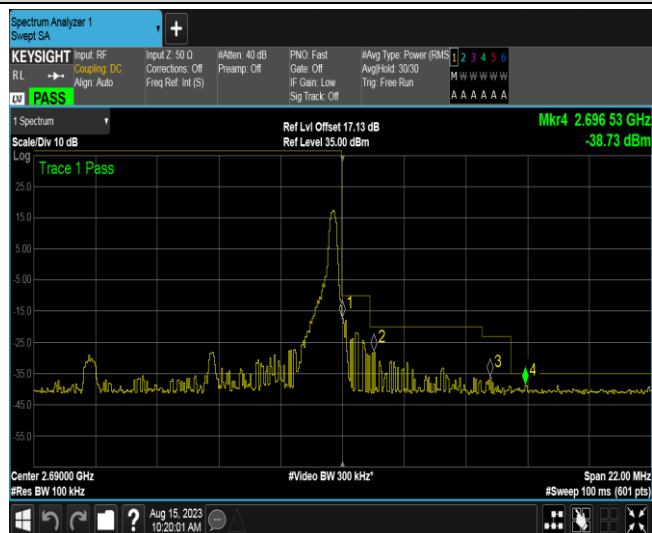 Spectrum Analyzer 1
Swept SA
+
KEYSIGHT
RL
LXI PASS
Input: RF
Coupling: DC
Align: Auto
Input Z: 50 Ω
Corrections: Off
Freq Ref: Int (S)
#Atten: 40 dB
Preamp: Off
PNO: Fast
Gate: Off
IF Gain: Low
Sig Track: Off
#Avg Type: Power (RMS
Avg|Hold: 30/30
Trig: Free Run
1 2 3 4 5 6
M W W W W W
A A A A A A
1 Spectrum
Scale/Div 10 dB
Ref Lvl Offset 17.13 dB
Ref Level 35.00 dBm
Mkr4 2.696 53 GHz
-38.73 dBm
Log
Trace 1 Pass
25.0
15.0
5.00
-5.00
-15.0
-25.0
-35.0
-45.0
-55.0
1
2
3
4
Center 2.69000 GHz
#Res BW 100 kHz
#Video BW 300 kHz*
Span 22.00 MHz
#Sweep 100 ms (601 pts)
?
Aug 15, 2023
10:20:01 AM